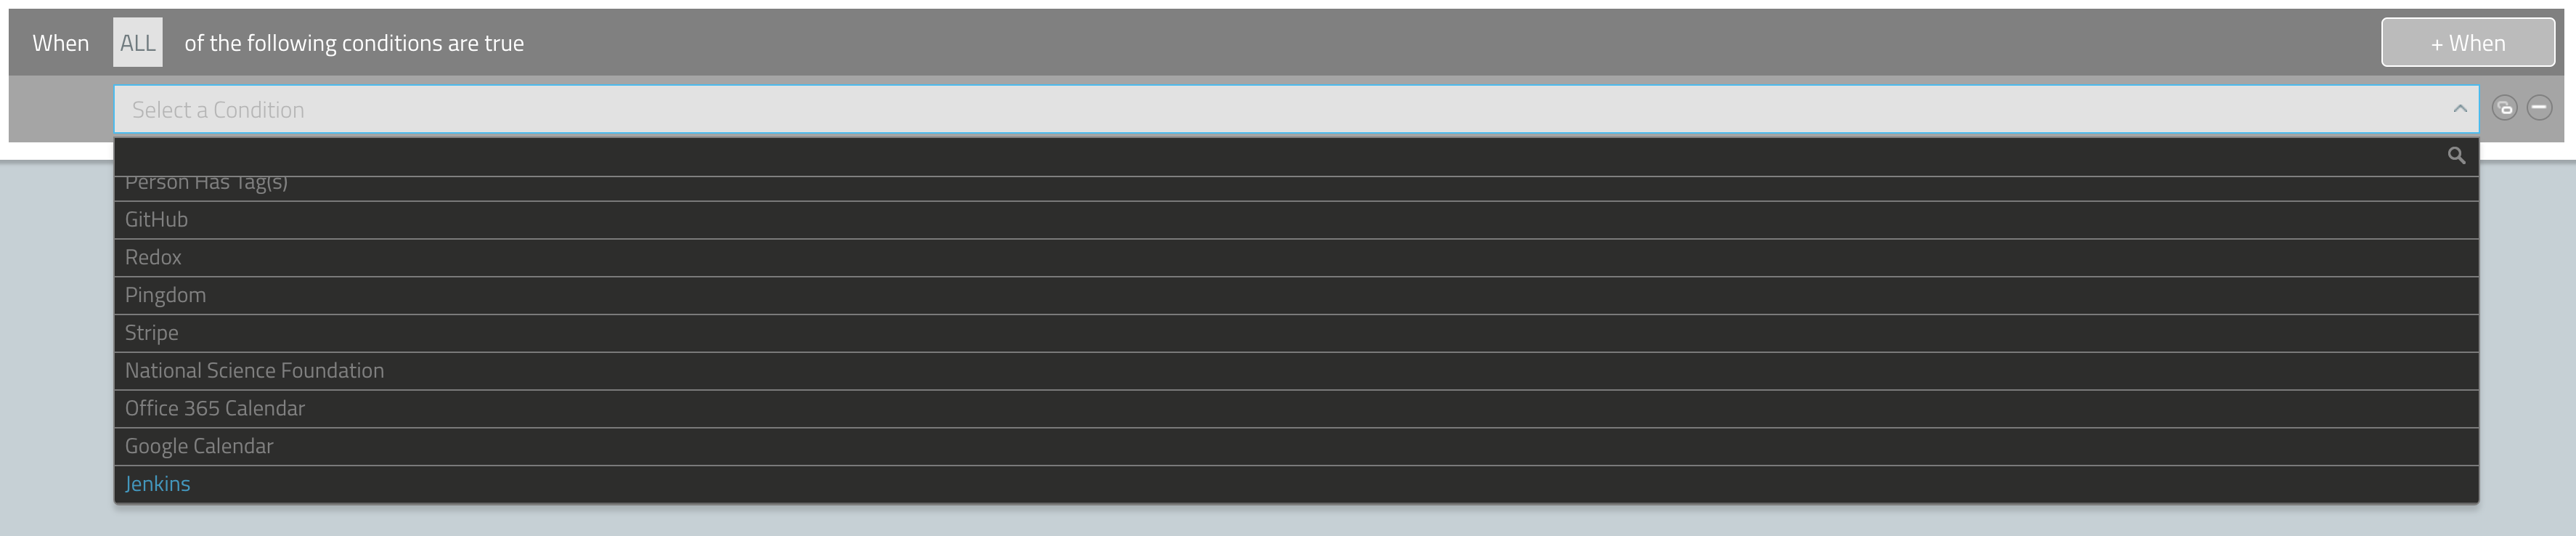 When ALL of the following conditions are true + When
Select a Condition
Person Has Tag(s)
GitHub
Redox
Pingdom
Stripe
National Science Foundation
Office 365 Calendar
Google Calendar
Jenkins